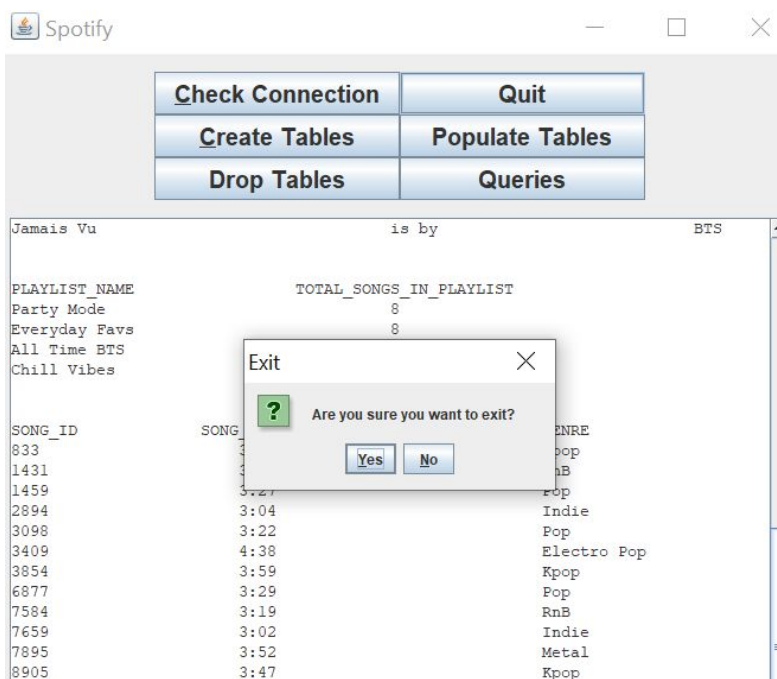 Spotify
Check Connection Quit
Create Tables Populate Tables
Drop Tables Queries
Jamais Vu is by BTS
PLAYLIST_NAME TOTAL_SONGS_IN_PLAYLIST
Party Mode 8
Everyday Favs 8
All Time BTS
Chill Vibes
Exit
? Are you sure you want to exit?
Yes No
SONG_ID SONG_
833
1431
1459 3:27 Pop
2894 3:04 Indie
3098 3:22 Pop
3409 4:38 Electro Pop
3854 3:59 Kpop
6877 3:29 Pop
7584 3:19 RnB
7659 3:02 Indie
7895 3:52 Metal
8905 3:47 Kpop